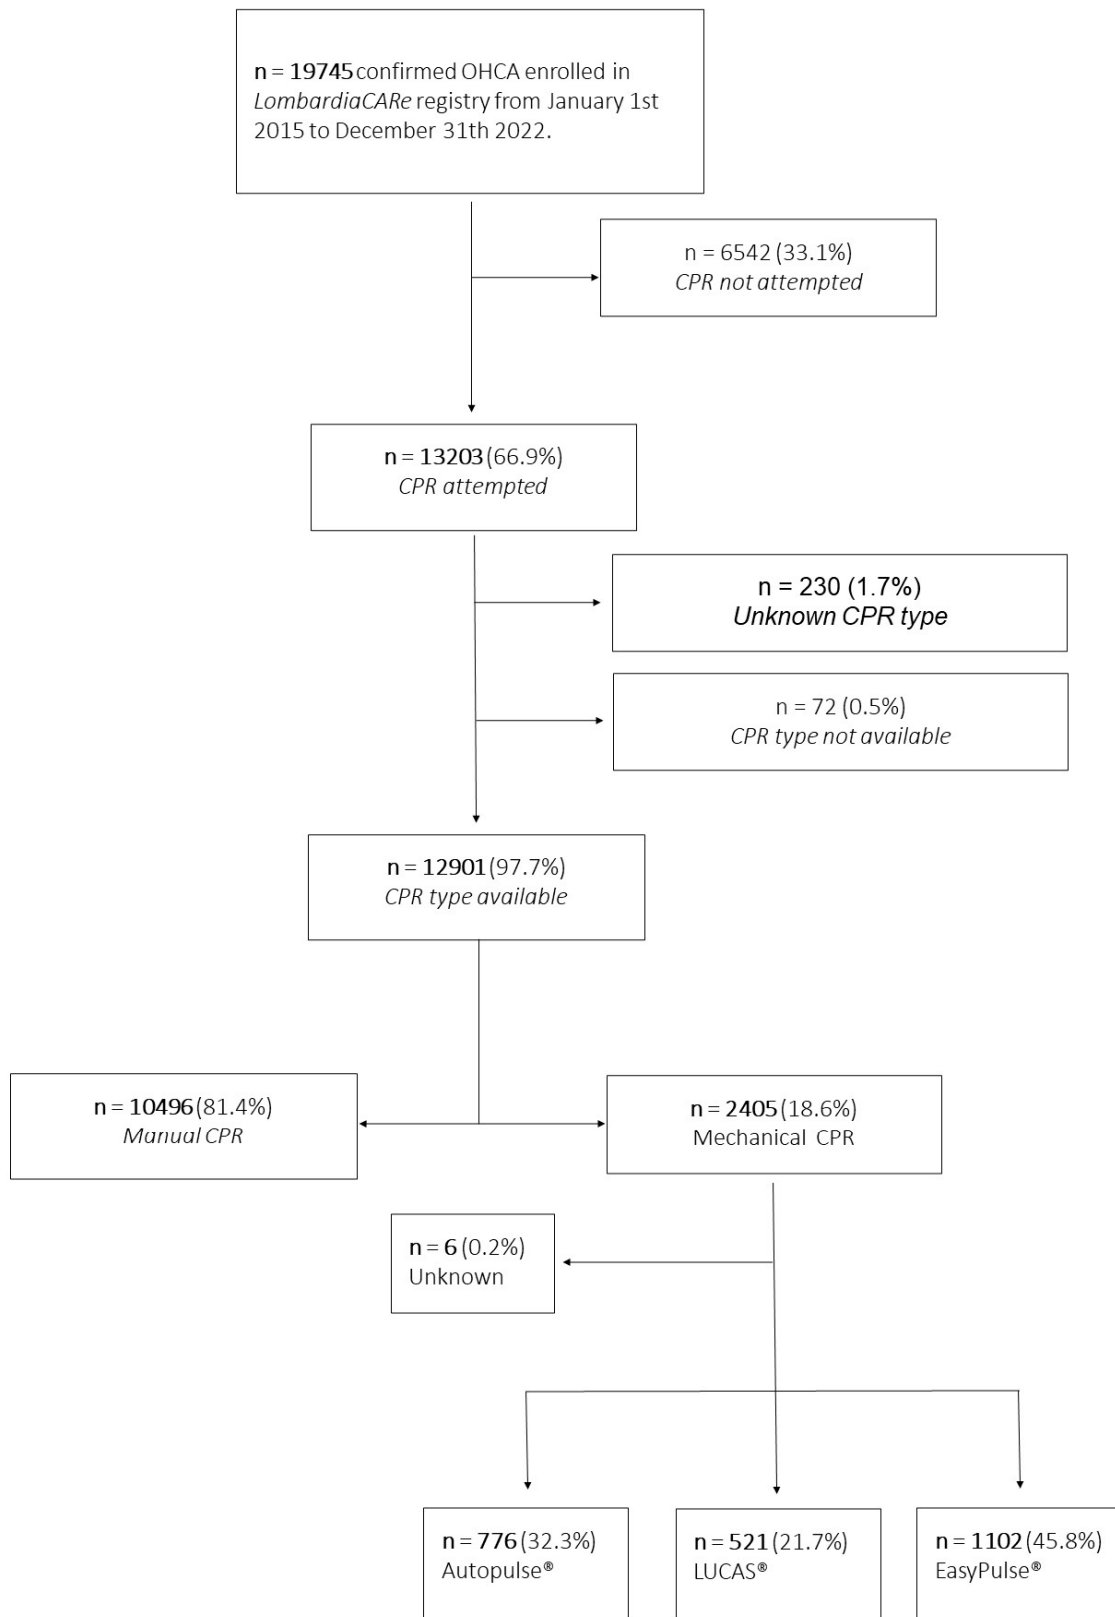 n = 19745 confirmed OHCA enrolled in
LombardiaCARe registry from January 1st
2015 to December 31th 2022.
n = 6542 (33.1%)
CPR not attempted
n = 13203 (66.9%)
CPR attempted
n = 230 (1.7%)
Unknown CPR type
n = 72 (0.5%)
CPR type not available
n = 12901 (97.7%)
CPR type available
n = 10496 (81.4%)
Manual CPR
n = 2405 (18.6%)
Mechanical CPR
n = 6 (0.2%)
Unknown
n = 776 (32.3%)
Autopulse®
n = 521 (21.7%)
LUCAS®
n = 1102 (45.8%)
EasyPulse®